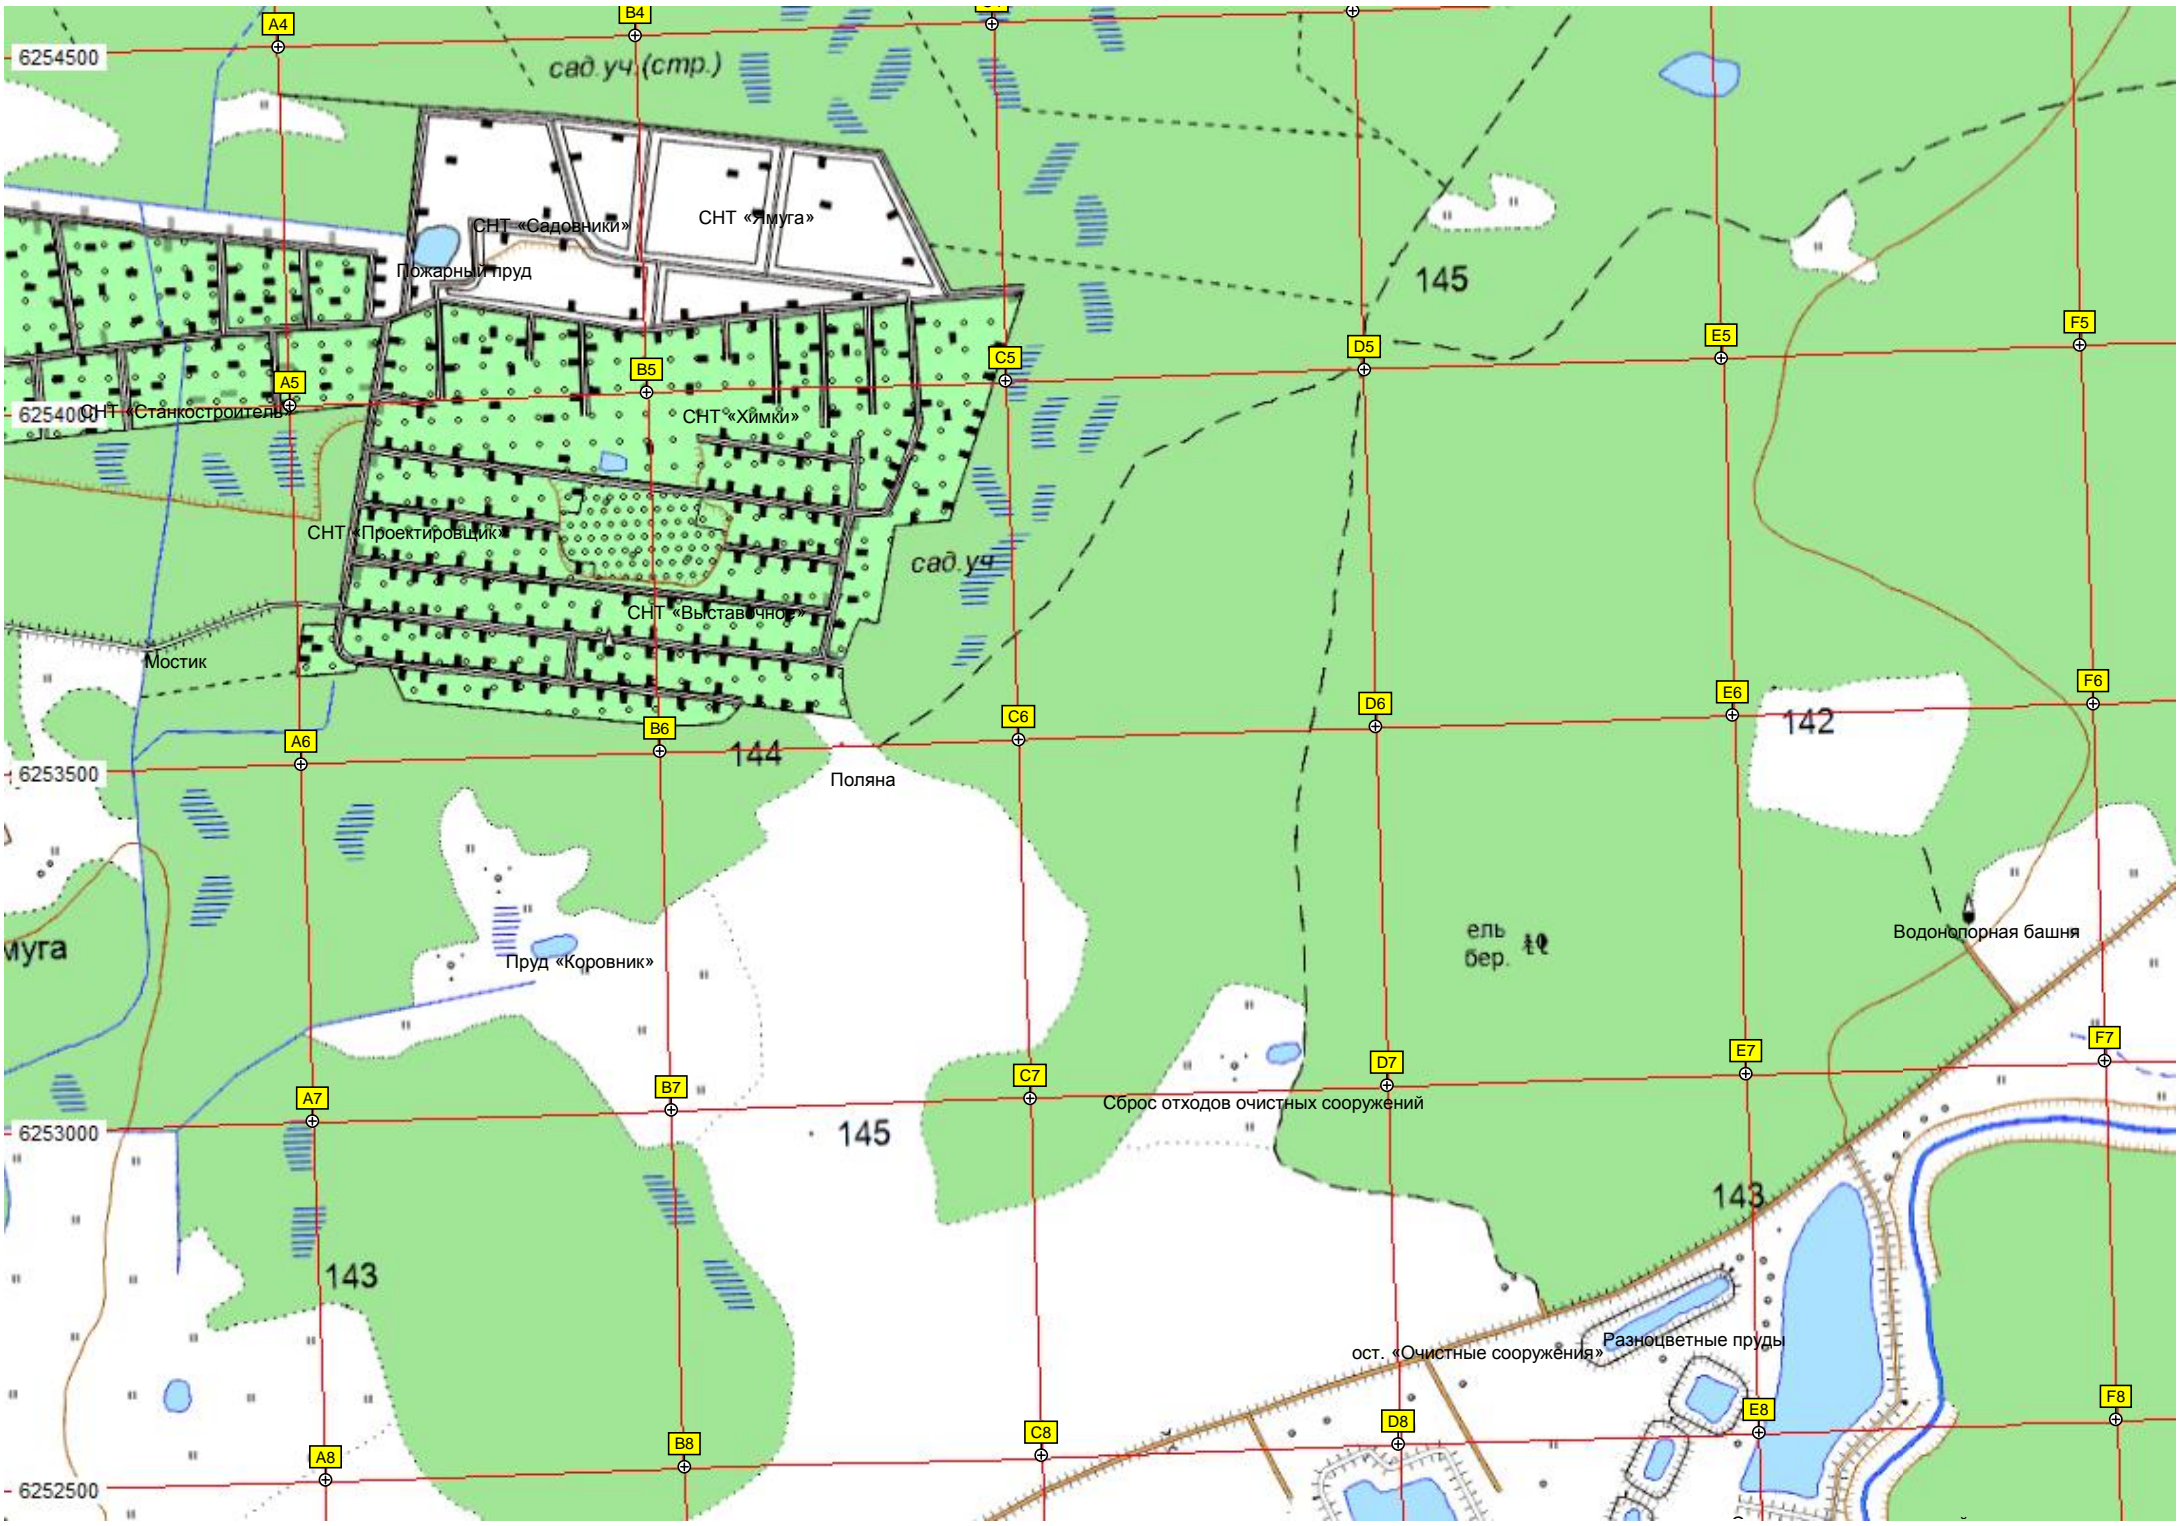 A4
B4
6254500
сад.уч.(стр.)
СНТ «Садовники»
СНТ «Ямуга»
Пожарный пруд
145
D5
E5
F5
A5
B5
C5
6254000
СНТ «Станкостроитель»
СНТ «Химки»
СНТ «Проектировщик»
сад.уч
СНТ «Выставочное»
Мостик
A6
B6
C6
D6
E6
F6
144
142
6253500
Поляна
муга
Пруд «Коровник»
ель
бер.
Водонопорная башня
A7
B7
C7
D7
E7
F7
Сброс отходов очистных сооружений
6253000
145
143
143
Разноцветные пруды
ост. «Очистные сооружения»
A8
B8
C8
D8
E8
F8
6252500